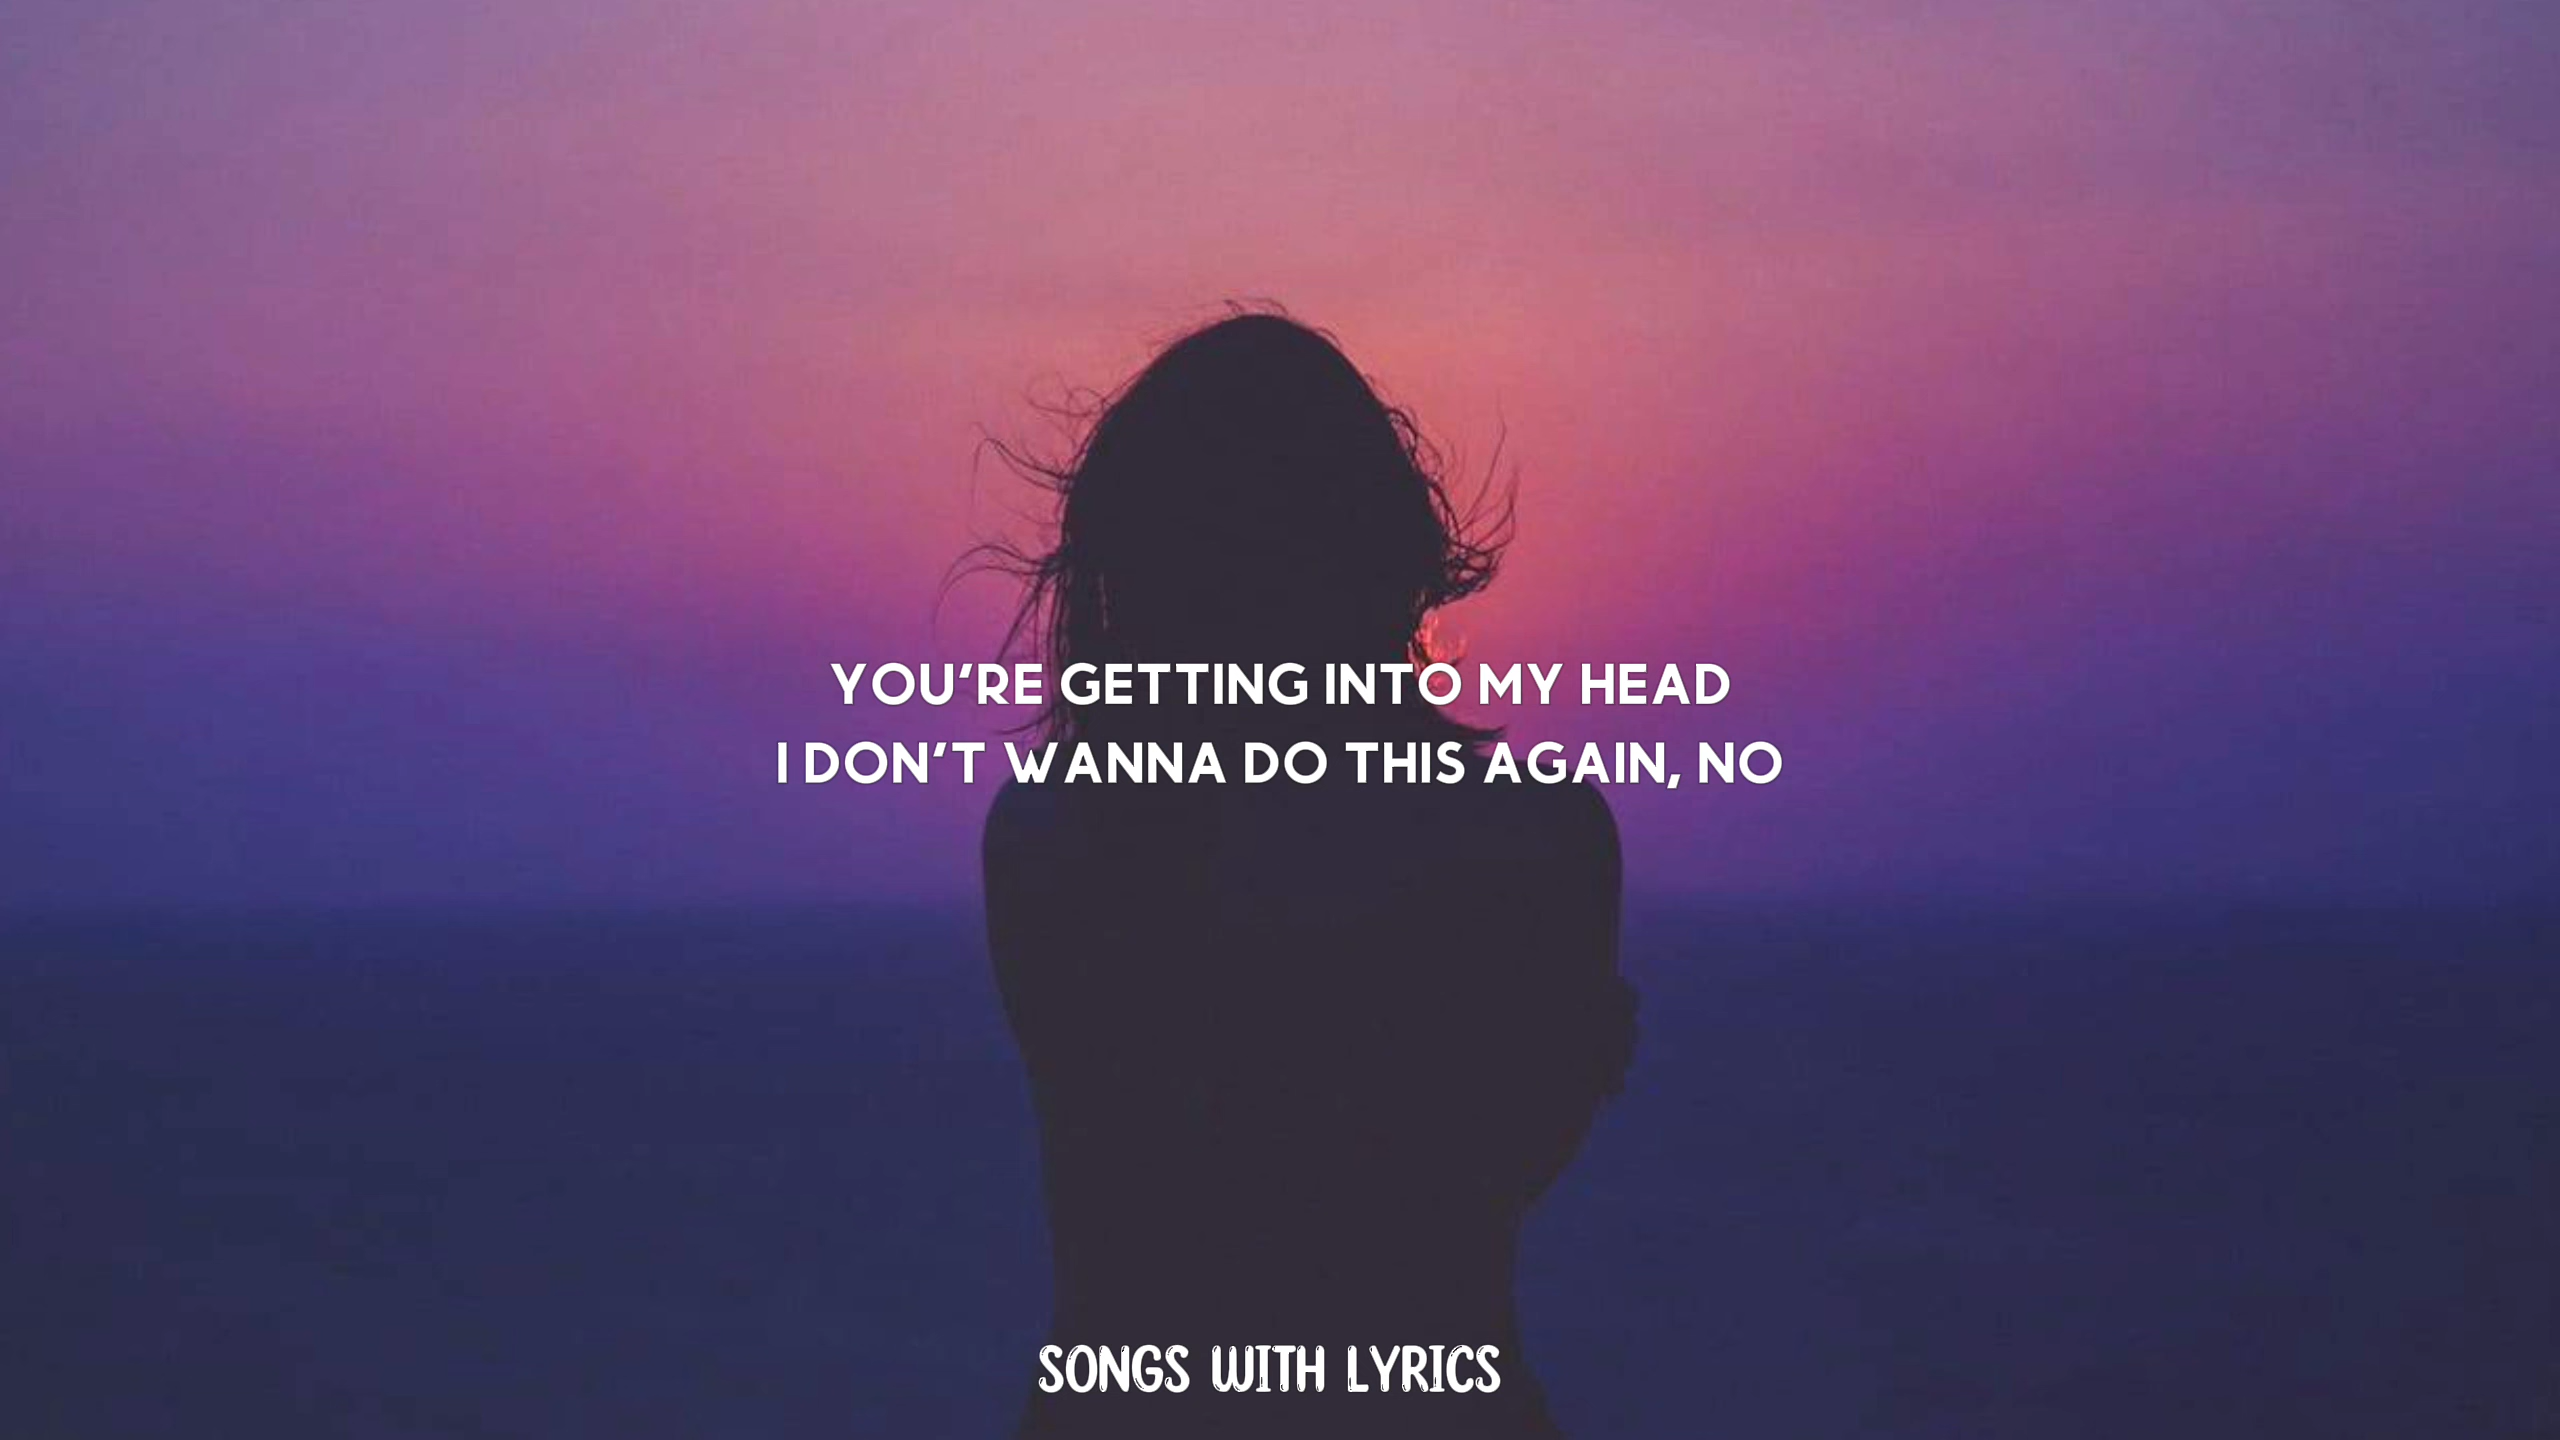 YOU'RE GETTING INTO MY HEAD
I DON'T WANNA DO THIS AGAIN, NO
SONGS WITH LYRICS